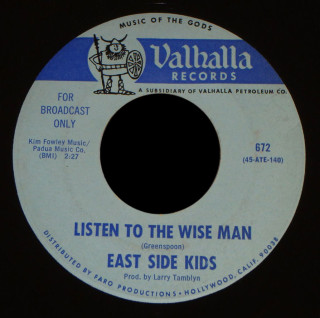 MUSIC OF THE GODS
Valhalla
RECORDS
A SUBSIDIARY OF VALHALLA PETROLEUM CO.
FOR
BROADCAST
ONLY
Kim Fowley Music/
Padua Music Co.
(BMI) 2:27
672
(45-ATE-140)
LISTEN TO THE WISE MAN
(Greenspoon)
EAST SIDE KIDS
Prod. by Larry Tamblyn
DISTRIBUTED BY FARO PRODUCTIONS • HOLLYWOOD, CALIF. 90028